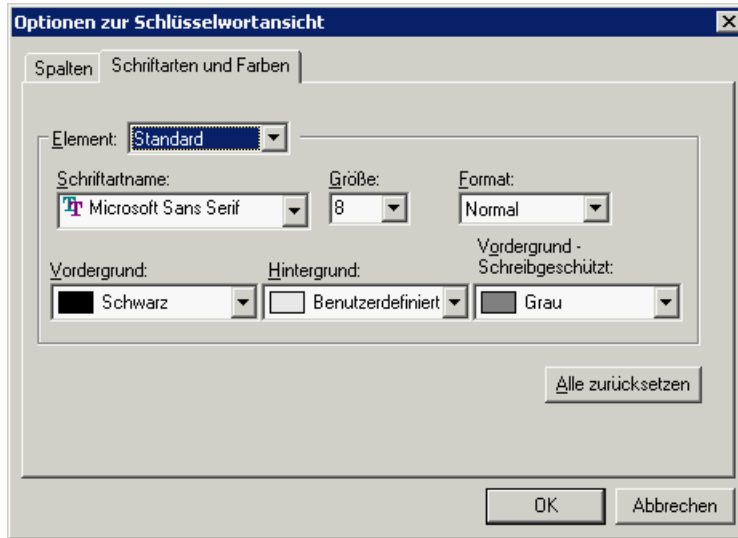 Optionen zur Schlüsselwortansicht
Spalten Schriftarten und Farben
Element: Standard
Schriftartname: Größe: Format:
Microsoft Sans Serif 8 Normal
Vordergrund: Hintergrund: Vordergrund -
Schreibgeschützt:
Schwarz Benutzerdefiniert Grau
Alle zurücksetzen
OK Abbrechen